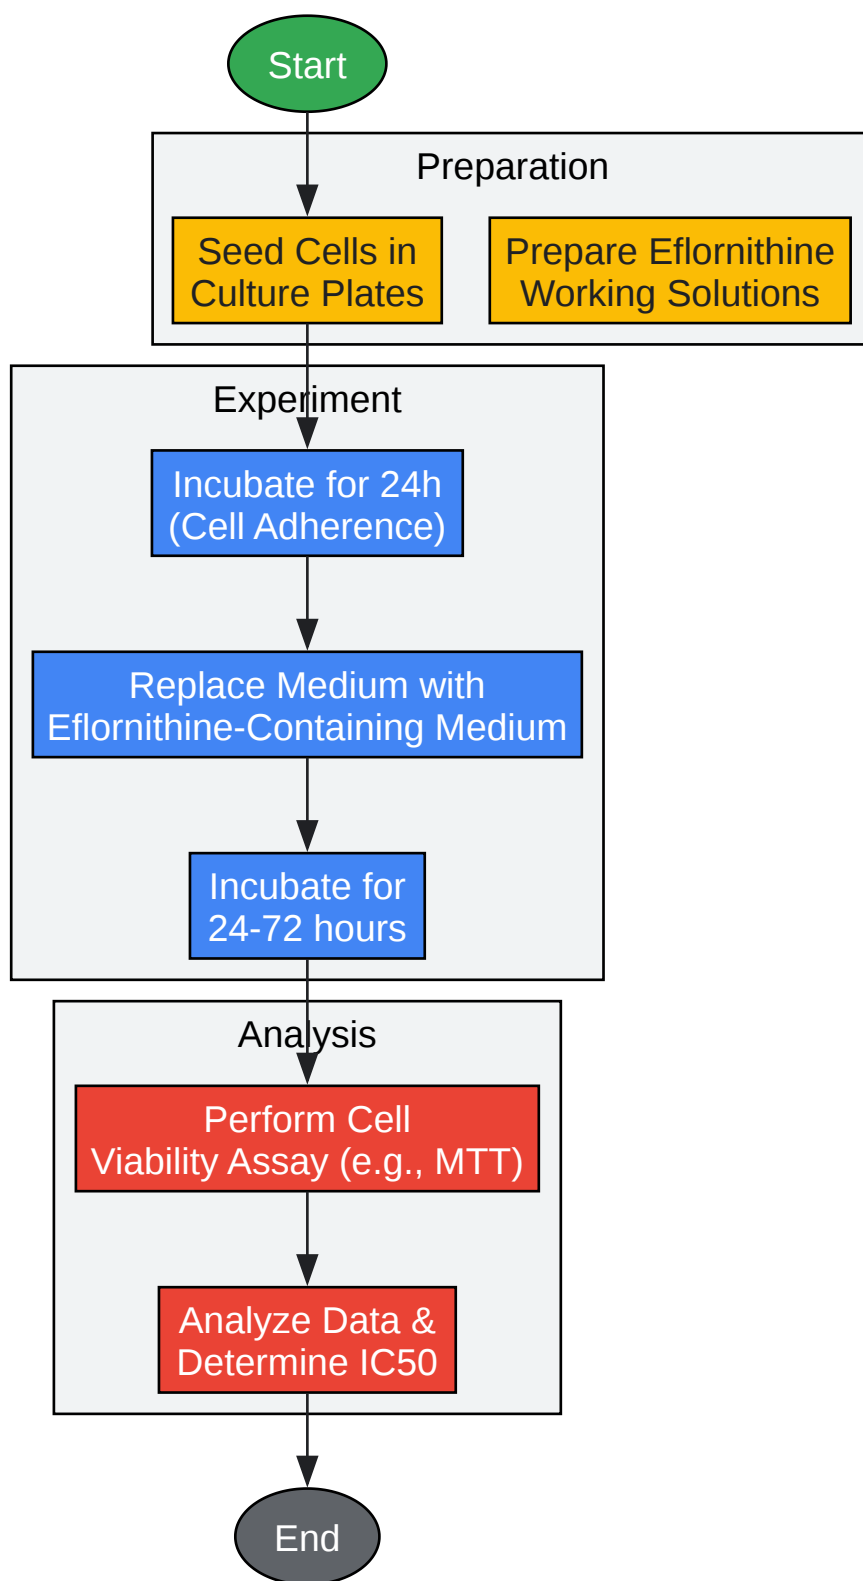 Start
Preparation
Seed Cells in
Culture Plates
Prepare Eflornithine
Working Solutions
Experiment
Incubate for 24h
(Cell Adherence)
Replace Medium with
Eflornithine-Containing Medium
Incubate for
24-72 hours
Analysis
Perform Cell
Viability Assay (e.g., MTT)
Analyze Data &
Determine IC50
End